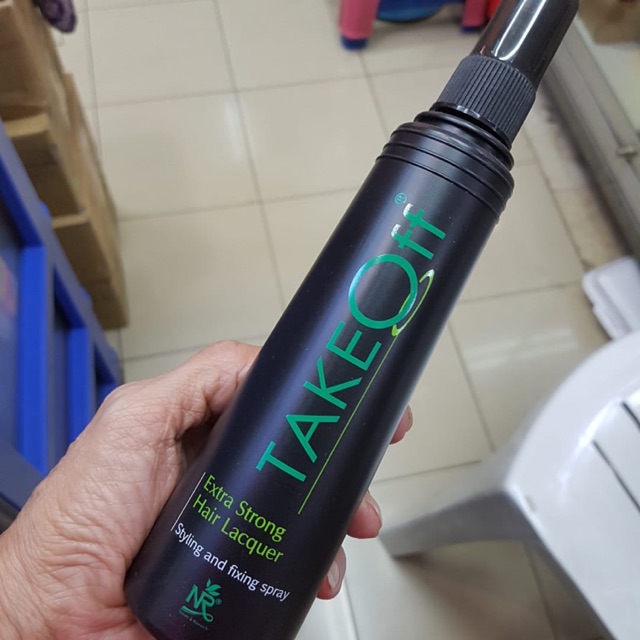 TAKEOff®
Extra Strong
Hair Lacquer
Styling and fixing spray
NR®